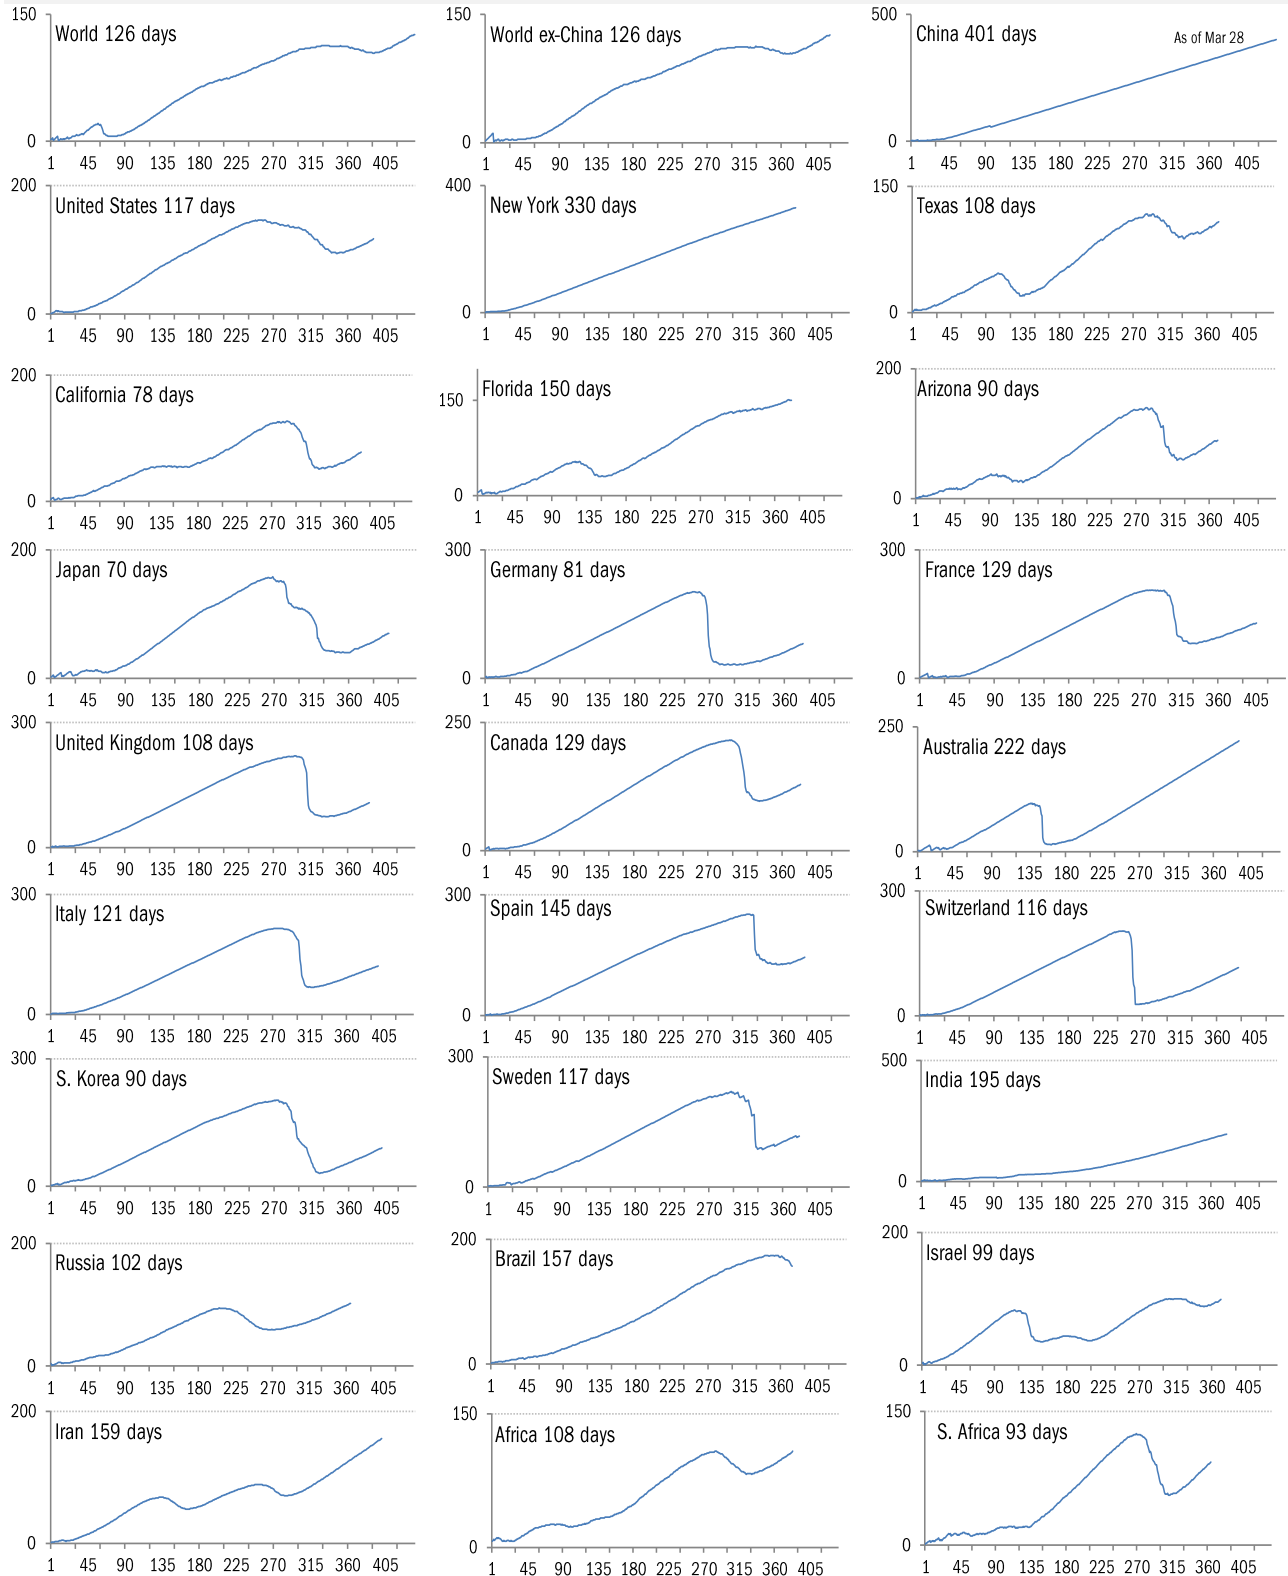 150
World 126 days
0
1 45 90 135 180 225 270 315 360 405
150
World ex-China 126 days
0
1 45 90 135 180 225 270 315 360 405
500
China 401 days
As of Mar 28
0
1 45 90 135 180 225 270 315 360 405
200
United States 117 days
0
1 45 90 135 180 225 270 315 360 405
400
New York 330 days
0
1 45 90 135 180 225 270 315 360 405
150
Texas 108 days
0
1 45 90 135 180 225 270 315 360 405
200
California 78 days
0
1 45 90 135 180 225 270 315 360 405
Florida 150 days
150
0
1 45 90 135 180 225 270 315 360 405
200
Arizona 90 days
0
1 45 90 135 180 225 270 315 360 405
200
Japan 70 days
0
1 45 90 135 180 225 270 315 360 405
300
Germany 81 days
0
1 45 90 135 180 225 270 315 360 405
300
France 129 days
0
1 45 90 135 180 225 270 315 360 405
300
United Kingdom 108 days
0
1 45 90 135 180 225 270 315 360 405
250
Canada 129 days
0
1 45 90 135 180 225 270 315 360 405
250
Australia 222 days
0
1 45 90 135 180 225 270 315 360 405
300
Italy 121 days
0
1 45 90 135 180 225 270 315 360 405
300
Spain 145 days
0
1 45 90 135 180 225 270 315 360 405
300
Switzerland 116 days
0
1 45 90 135 180 225 270 315 360 405
300
S. Korea 90 days
0
1 45 90 135 180 225 270 315 360 405
300
Sweden 117 days
0
1 45 90 135 180 225 270 315 360 405
500
India 195 days
0
1 45 90 135 180 225 270 315 360 405
200
Russia 102 days
0
1 45 90 135 180 225 270 315 360 405
200
Brazil 157 days
0
1 45 90 135 180 225 270 315 360 405
200
Israel 99 days
0
1 45 90 135 180 225 270 315 360 405
200
Iran 159 days
0
1 45 90 135 180 225 270 315 360 405
150
Africa 108 days
0
1 45 90 135 180 225 270 315 360 405
150
S. Africa 93 days
0
1 45 90 135 180 225 270 315 360 405